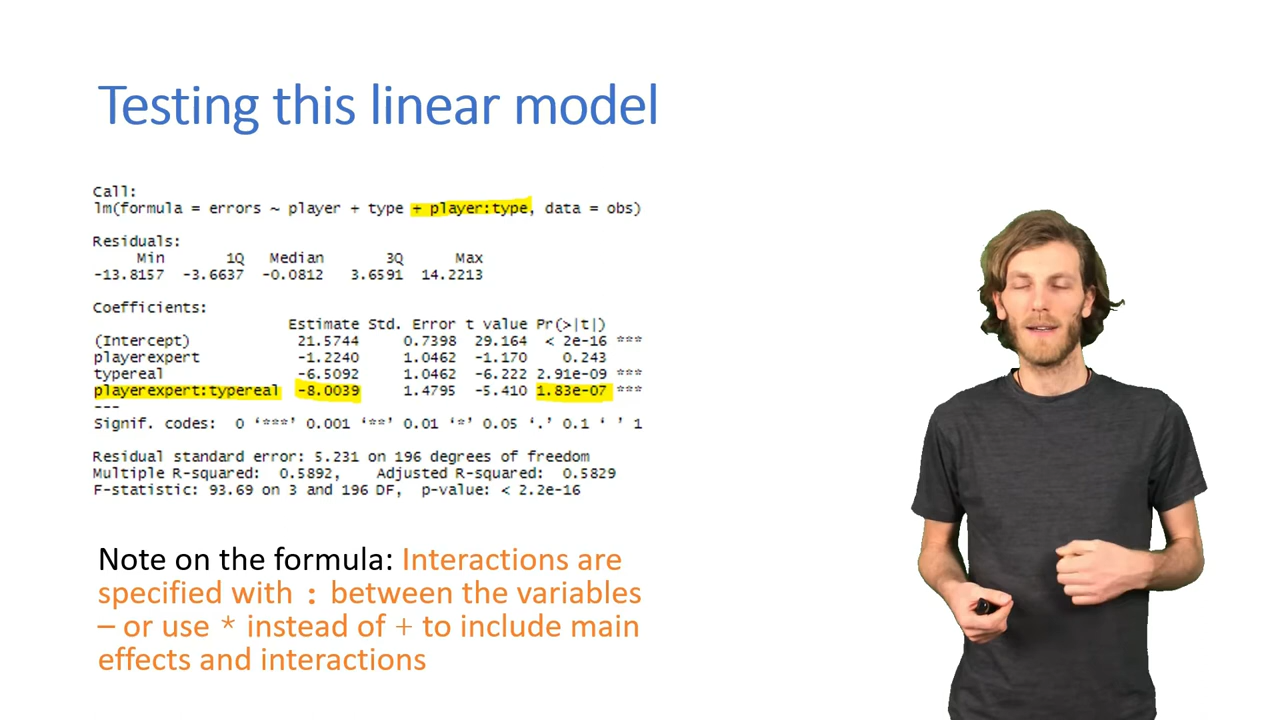 Testing this linear model
Call:
lm(formula = errors ~ player + type + player:type, data = obs)
Residuals:
Min 1Q Median 3Q Max
-13.8157 -3.6637 -0.0812 3.6591 14.2213
Coefficients:
Estimate Std. Error t value Pr(>|t|)
(Intercept) 21.5744 0.7398 29.164 < 2e-16 ***
playerexpert -1.2240 1.0462 -1.170 0.243
typereal -6.5092 1.0462 -6.222 2.91e-09 ***
playerexpert:typereal -8.0039 1.4795 -5.410 1.83e-07 ***
---
Signif. codes: 0 ‘***’ 0.001 ‘**’ 0.01 ‘*’ 0.05 ‘.’ 0.1 ‘ ’ 1
Residual standard error: 5.231 on 196 degrees of freedom
Multiple R-squared: 0.5892, Adjusted R-squared: 0.5829
F-statistic: 93.69 on 3 and 196 DF, p-value: < 2.2e-16
Note on the formula: Interactions are
specified with : between the variables
– or use * instead of + to include main
effects and interactions